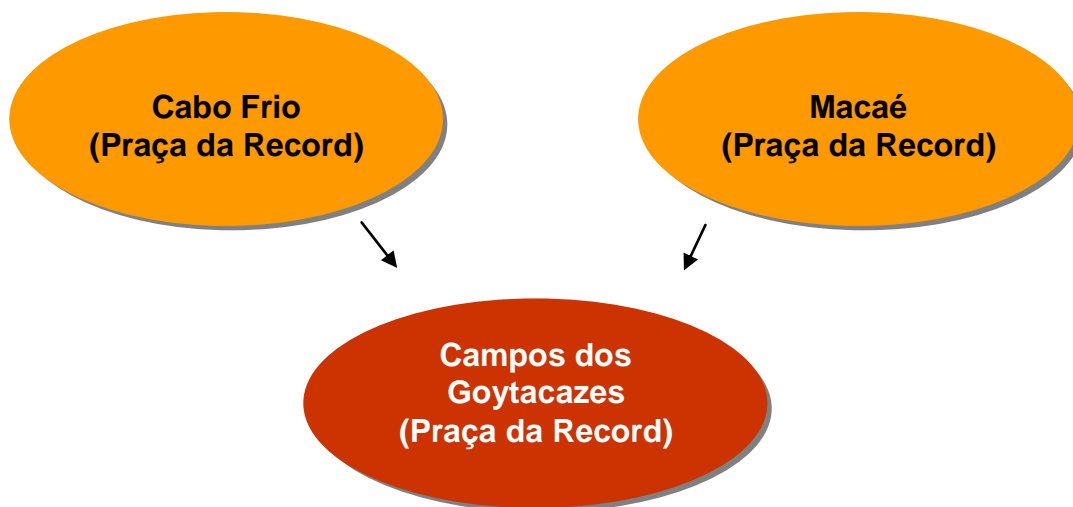 Cabo Frio
(Praça da Record)
Macaé
(Praça da Record)
Campos dos
Goytacazes
(Praça da Record)